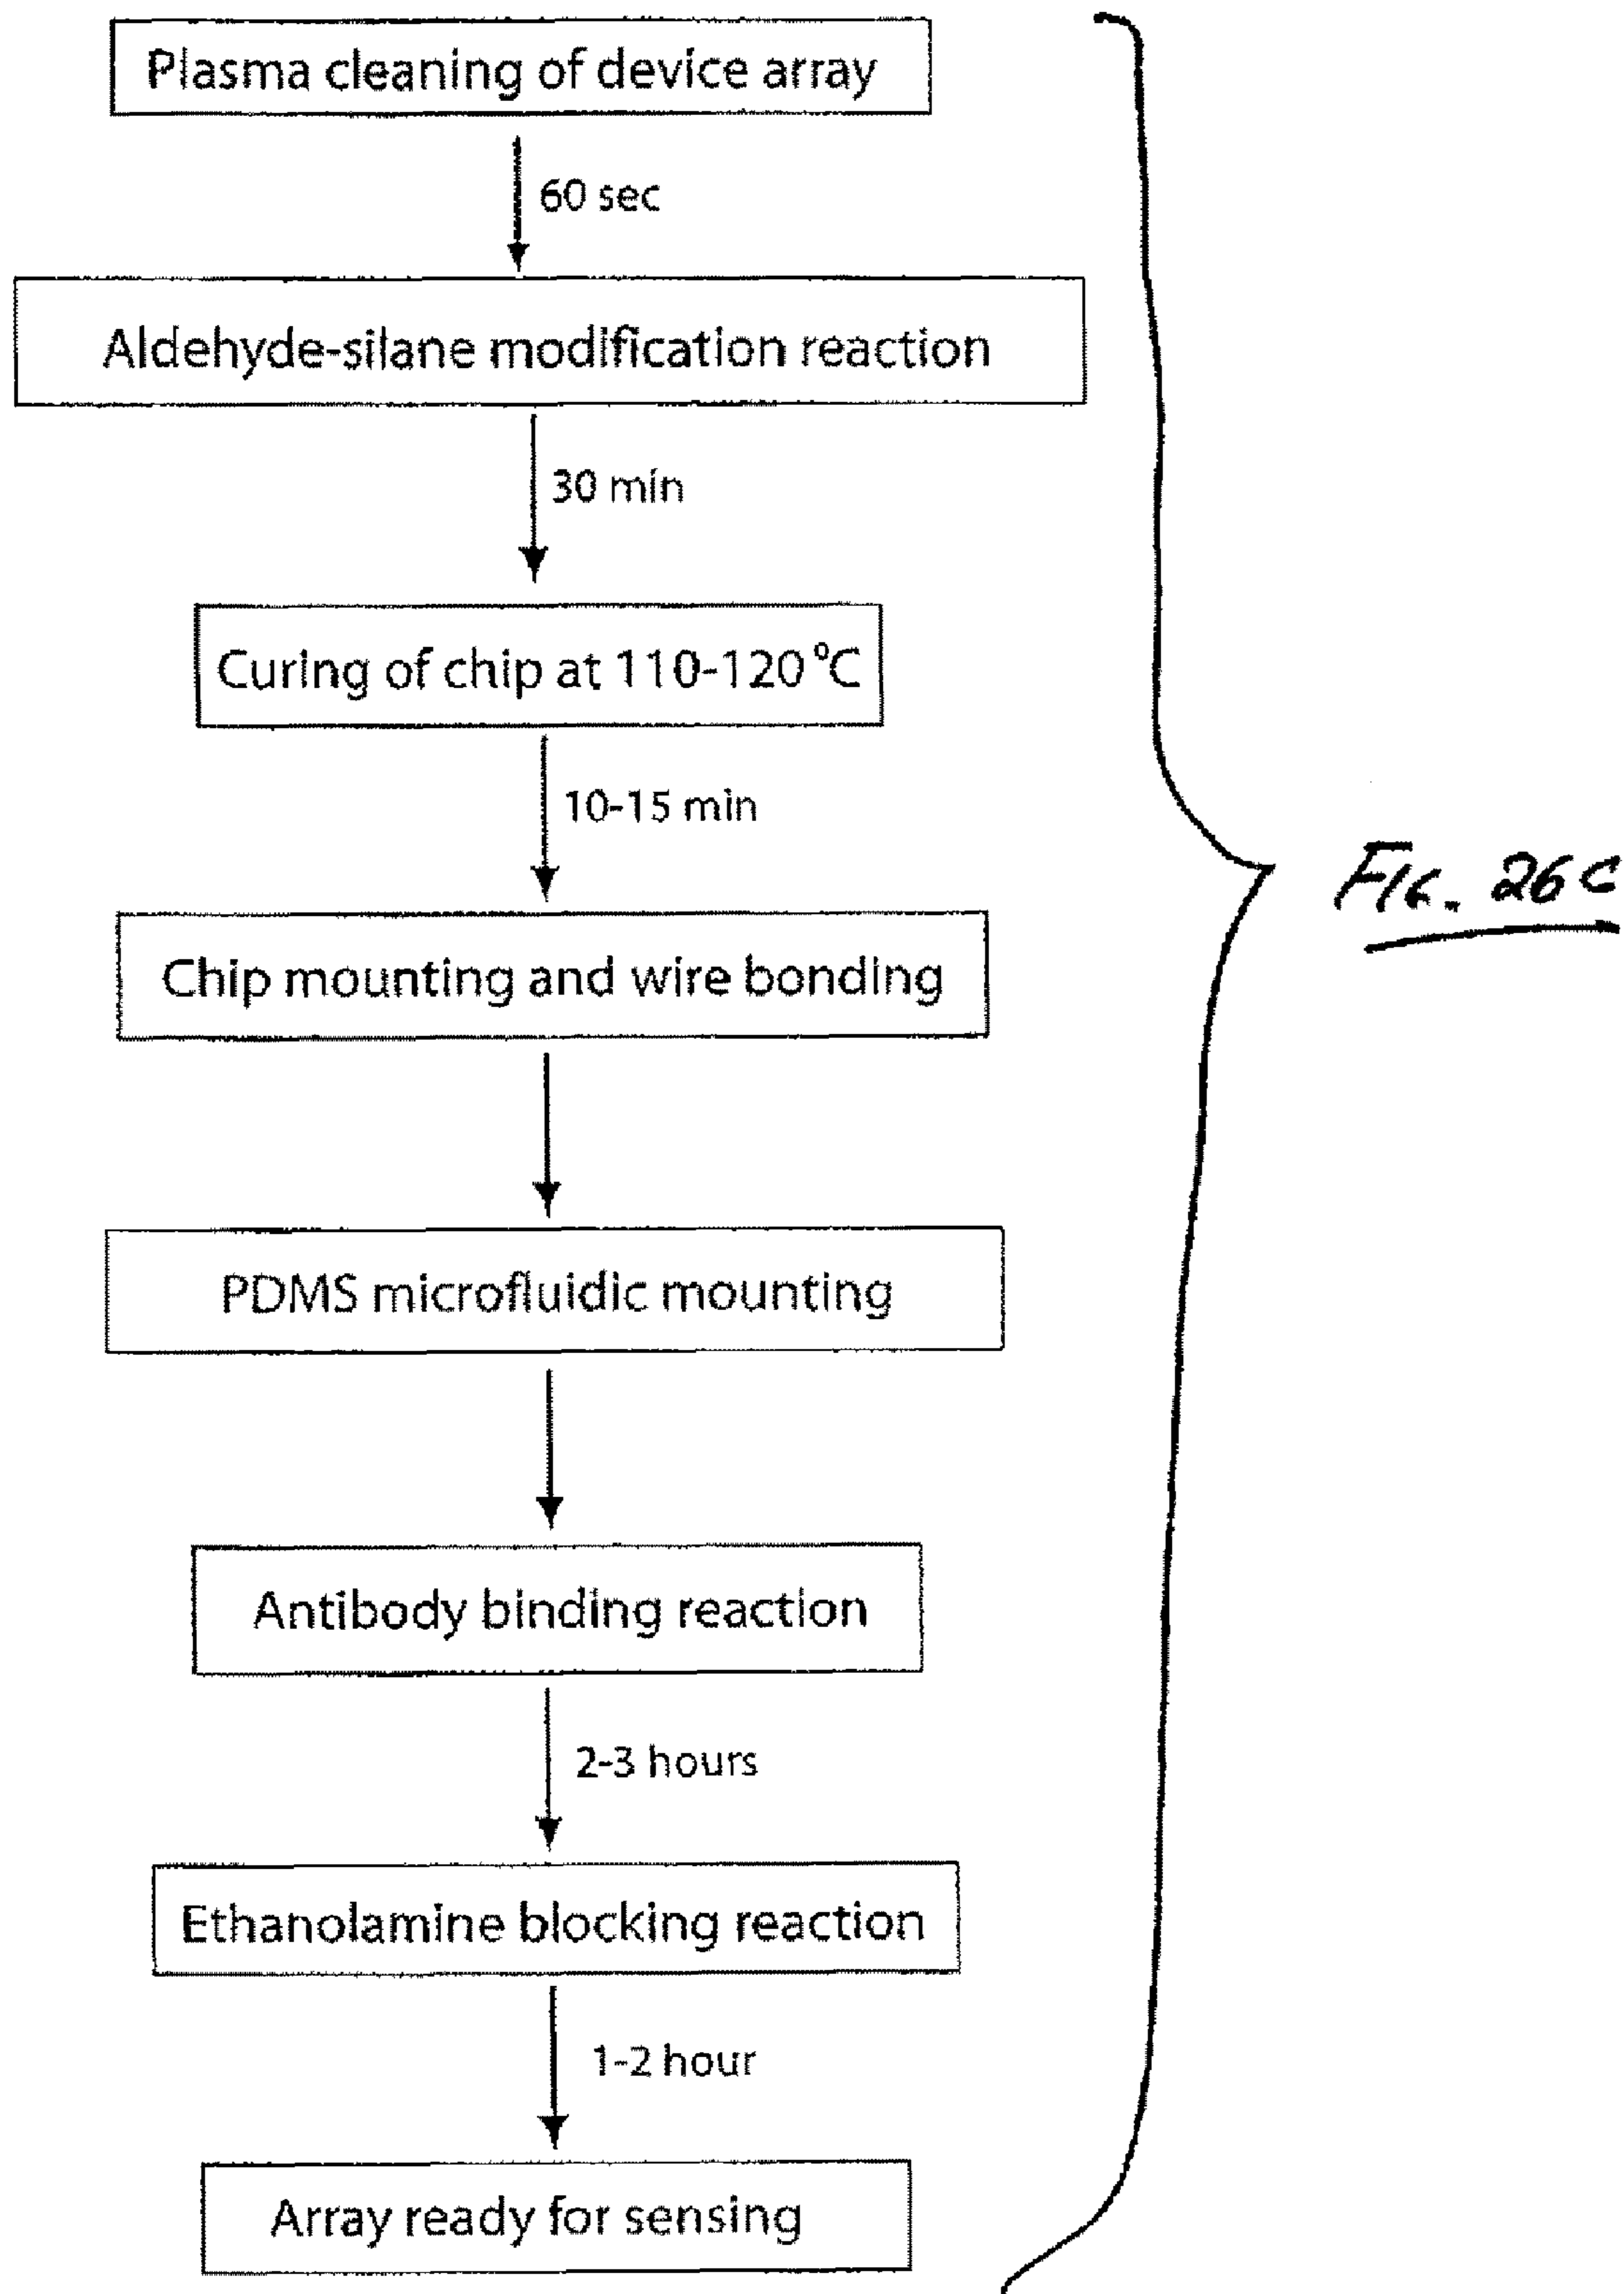 Plasma cleaning of device array
60 sec
Aldehyde-silane modification reaction
30 min
Curing of chip at 110-120 ⁰C
10-15 min
Chip mounting and wire bonding
PDMS microfluidic mounting
Antibody binding reaction
2-3 hours
Ethanolamine blocking reaction
1-2 hour
Array ready for sensing
FIG. 26C